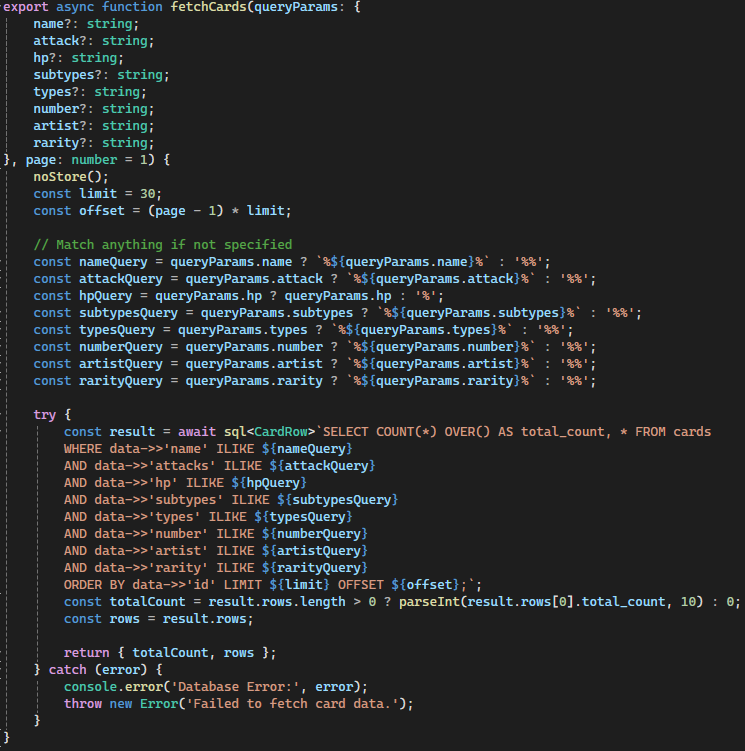 export async function fetchCards(queryParams: {
    name?: string;
    attack?: string;
    hp?: string;
    subtypes?: string;
    types?: string;
    number?: string;
    artist?: string;
    rarity?: string;
}, page: number = 1) {
    noStore();
    const limit = 30;
    const offset = (page - 1) * limit;

    // Match anything if not specified
    const nameQuery = queryParams.name ? `%${queryParams.name}%` : '%%';
    const attackQuery = queryParams.attack ? `%${queryParams.attack}%` : '%%';
    const hpQuery = queryParams.hp ? queryParams.hp : '%';
    const subtypesQuery = queryParams.subtypes ? `%${queryParams.subtypes}%` : '%%';
    const typesQuery = queryParams.types ? `%${queryParams.types}%` : '%%';
    const numberQuery = queryParams.number ? `%${queryParams.number}%` : '%%';
    const artistQuery = queryParams.artist ? `%${queryParams.artist}%` : '%%';
    const rarityQuery = queryParams.rarity ? `%${queryParams.rarity}%` : '%%';

    try {
        const result = await sql<CardRow>`SELECT COUNT(*) OVER() AS total_count, * FROM cards
        WHERE data->>'name' ILIKE ${nameQuery}
        AND data->>'attacks' ILIKE ${attackQuery}
        AND data->>'hp' ILIKE ${hpQuery}
        AND data->>'subtypes' ILIKE ${subtypesQuery}
        AND data->>'types' ILIKE ${typesQuery}
        AND data->>'number' ILIKE ${numberQuery}
        AND data->>'artist' ILIKE ${artistQuery}
        AND data->>'rarity' ILIKE ${rarityQuery}
        ORDER BY data->>'id' LIMIT ${limit} OFFSET ${offset};`;
        const totalCount = result.rows.length > 0 ? parseInt(result.rows[0].total_count, 10) : 0;
        const rows = result.rows;

        return { totalCount, rows };
    } catch (error) {
        console.error('Database Error:', error);
        throw new Error('Failed to fetch card data.');
    }
}